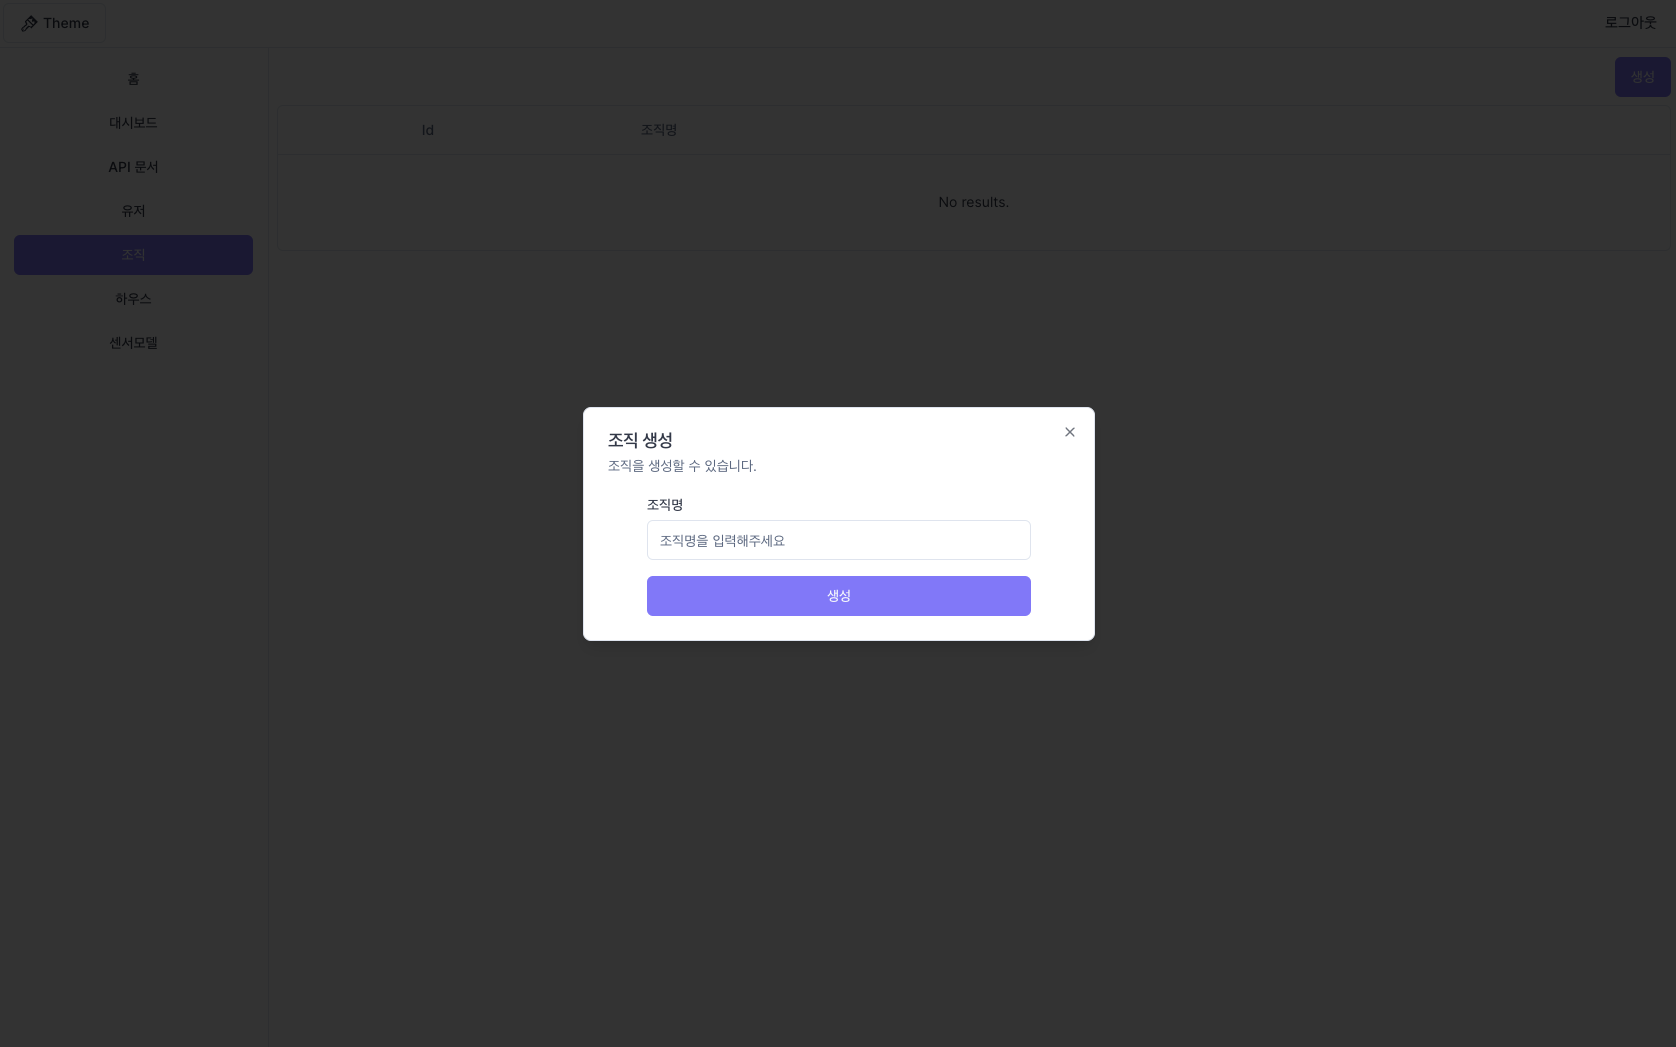 Theme
로그아웃
홈
대시보드
API 문서
유저
조직
하우스
센서모델
생성
Id
조직명
No results.
조직 생성
조직을 생성할 수 있습니다.
조직명
조직명을 입력해주세요
생성